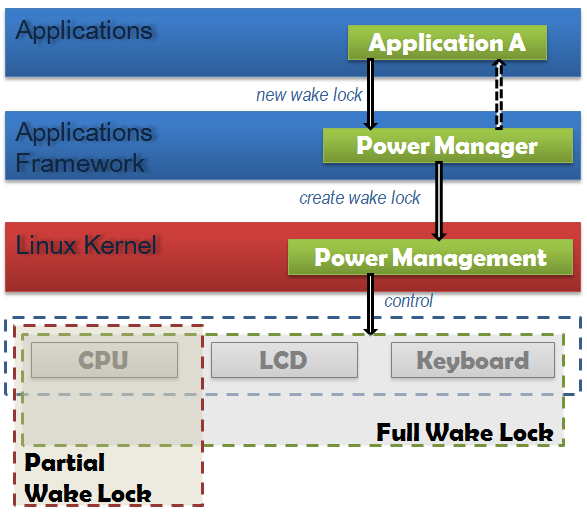 Applications
Application A
new wake lock
Applications
Framework
Power Manager
create wake lock
Linux Kernel
Power Management
control
CPU
LCD
Keyboard
Full Wake Lock
Partial
Wake Lock